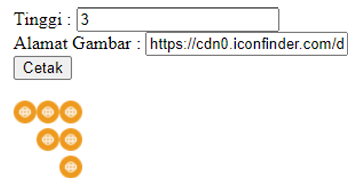 Tinggi : 3
Alamat Gambar : https://cdn0.iconfinder.com/d
Cetak